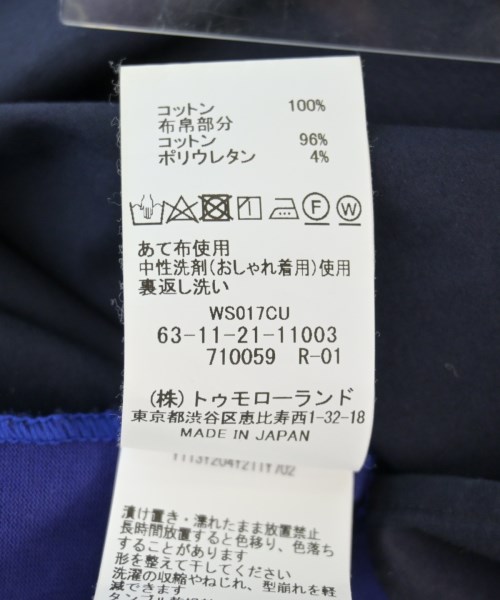 コットン 100%
布帛部分
コットン 96%
ポリウレタン 4%
F W
あて布使用
中性洗剤(おしゃれ着用)使用
裏返し洗い
WS017CU
63-11-21-11003
710059 R-01
(株)トゥモローランド
東京都渋谷区恵比寿西1-32-18
MADE IN JAPAN
漬け置き・濡れたまま放置禁止
長時間放置すると色移り、色落ち
することがあります
形を整えて干してください
洗濯の収縮やねじれ、型崩れを軽
減できます